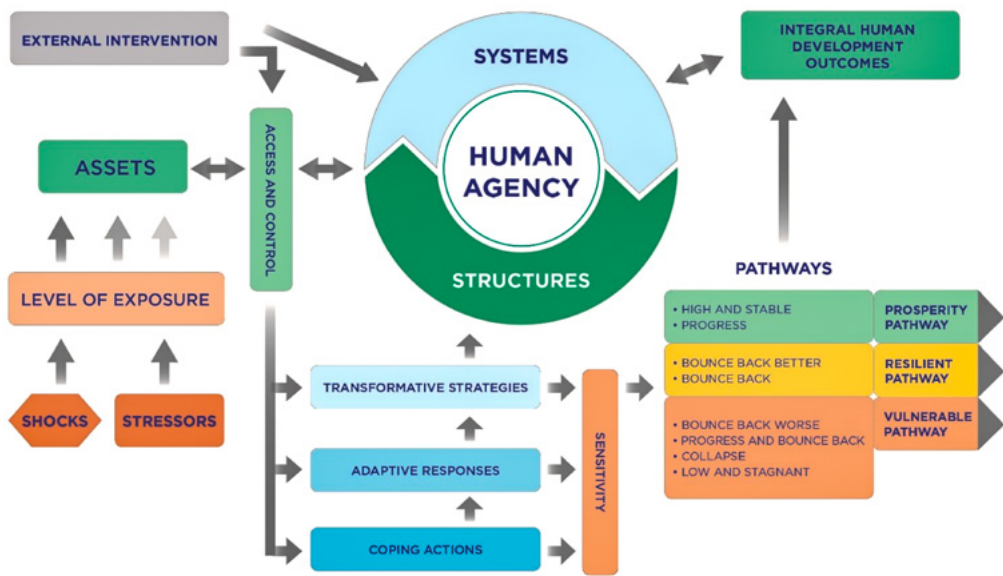 EXTERNAL INTERVENTION
SYSTEMS
INTEGRAL HUMAN
DEVELOPMENT
OUTCOMES
ACCESS AND CONTROL
ASSETS
HUMAN
AGENCY
STRUCTURES
LEVEL OF EXPOSURE
SHOCKS
STRESSORS
TRANSFORMATIVE STRATEGIES
ADAPTIVE RESPONSES
COPING ACTIONS
SENSITIVITY
PATHWAYS
• HIGH AND STABLE
• PROGRESS
PROSPERITY
PATHWAY
• BOUNCE BACK BETTER
• BOUNCE BACK
RESILIENT
PATHWAY
• BOUNCE BACK WORSE
• PROGRESS AND BOUNCE BACK
• COLLAPSE
• LOW AND STAGNANT
VULNERABLE
PATHWAY